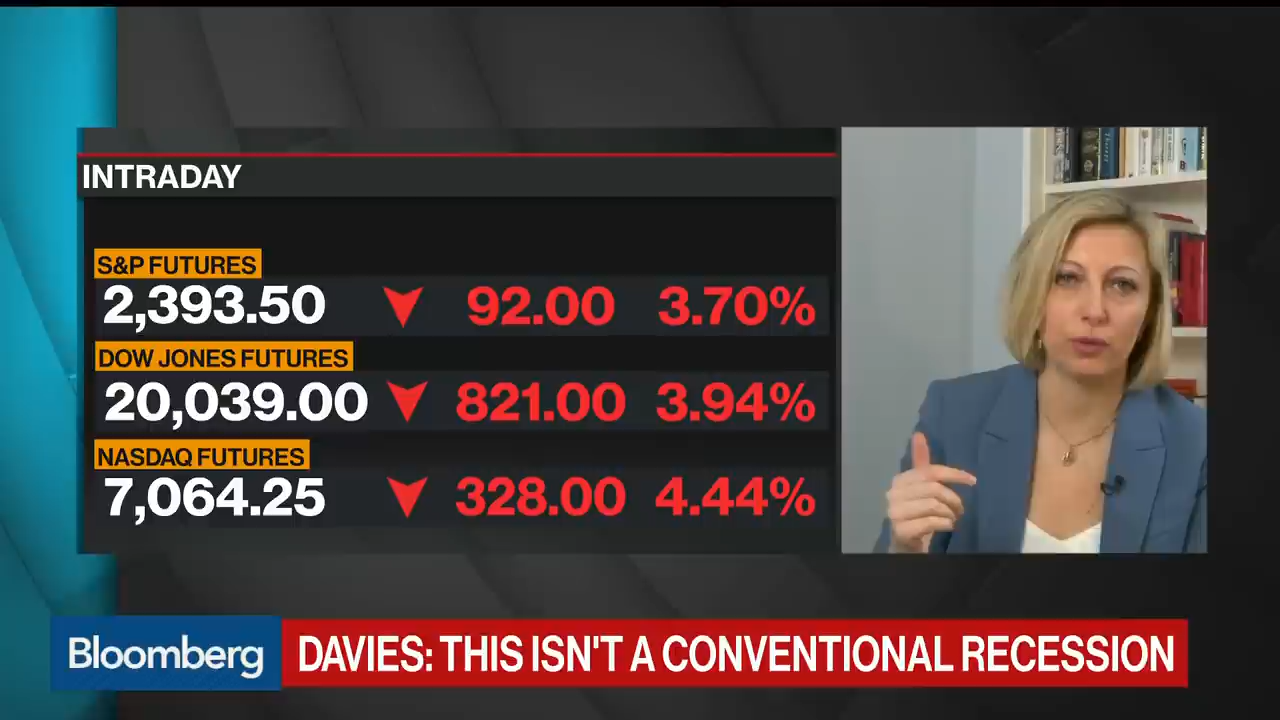 INTRADAY
S&P FUTURES
2,393.50 ▼ 92.00 3.70%
DOW JONES FUTURES
20,039.00 ▼ 821.00 3.94%
NASDAQ FUTURES
7,064.25 ▼ 328.00 4.44%
Bloomberg DAVIES: THIS ISN'T A CONVENTIONAL RECESSION